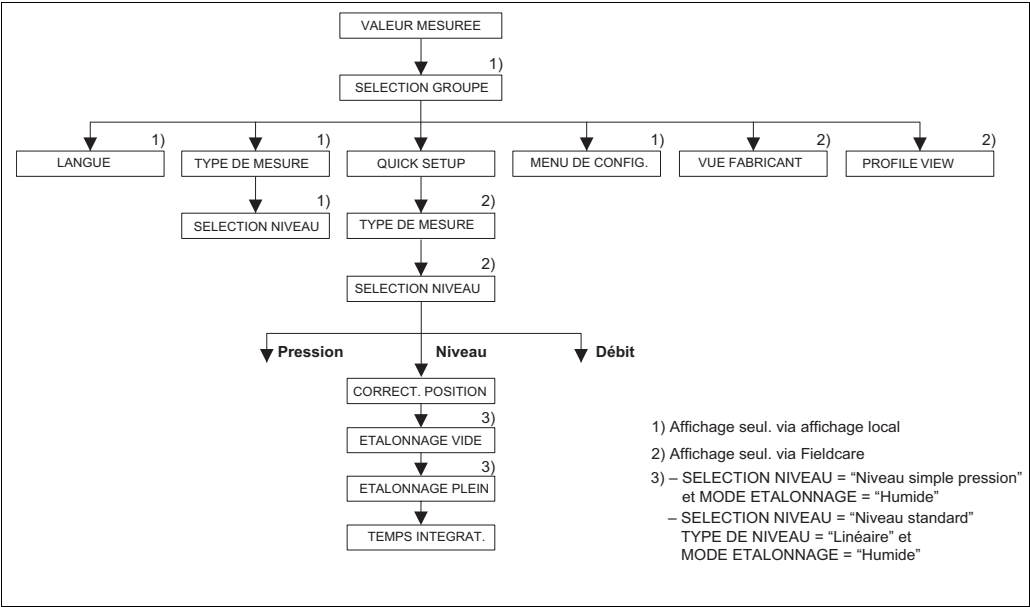 VALEUR MESUREE
1)
SELECTION GROUPE
1)
LANGUE
1)
TYPE DE MESURE
QUICK SETUP
1)
MENU DE CONFIG.
2)
VUE FABRICANT
2)
PROFILE VIEW
1)
SELECTION NIVEAU
2)
TYPE DE MESURE
2)
SELECTION NIVEAU
Pression
Niveau
Débit
CORRECT. POSITION
3)
ETALONNAGE VIDE
3)
ETALONNAGE PLEIN
TEMPS INTEGRAT.
1) Affichage seul. via affichage local
2) Affichage seul. via Fieldcare
3) – SELECTION NIVEAU = “Niveau simple pression”
et MODE ETALONNAGE = “Humide”
– SELECTION NIVEAU = “Niveau standard”
TYPE DE NIVEAU = “Linéaire” et
MODE ETALONNAGE = “Humide”